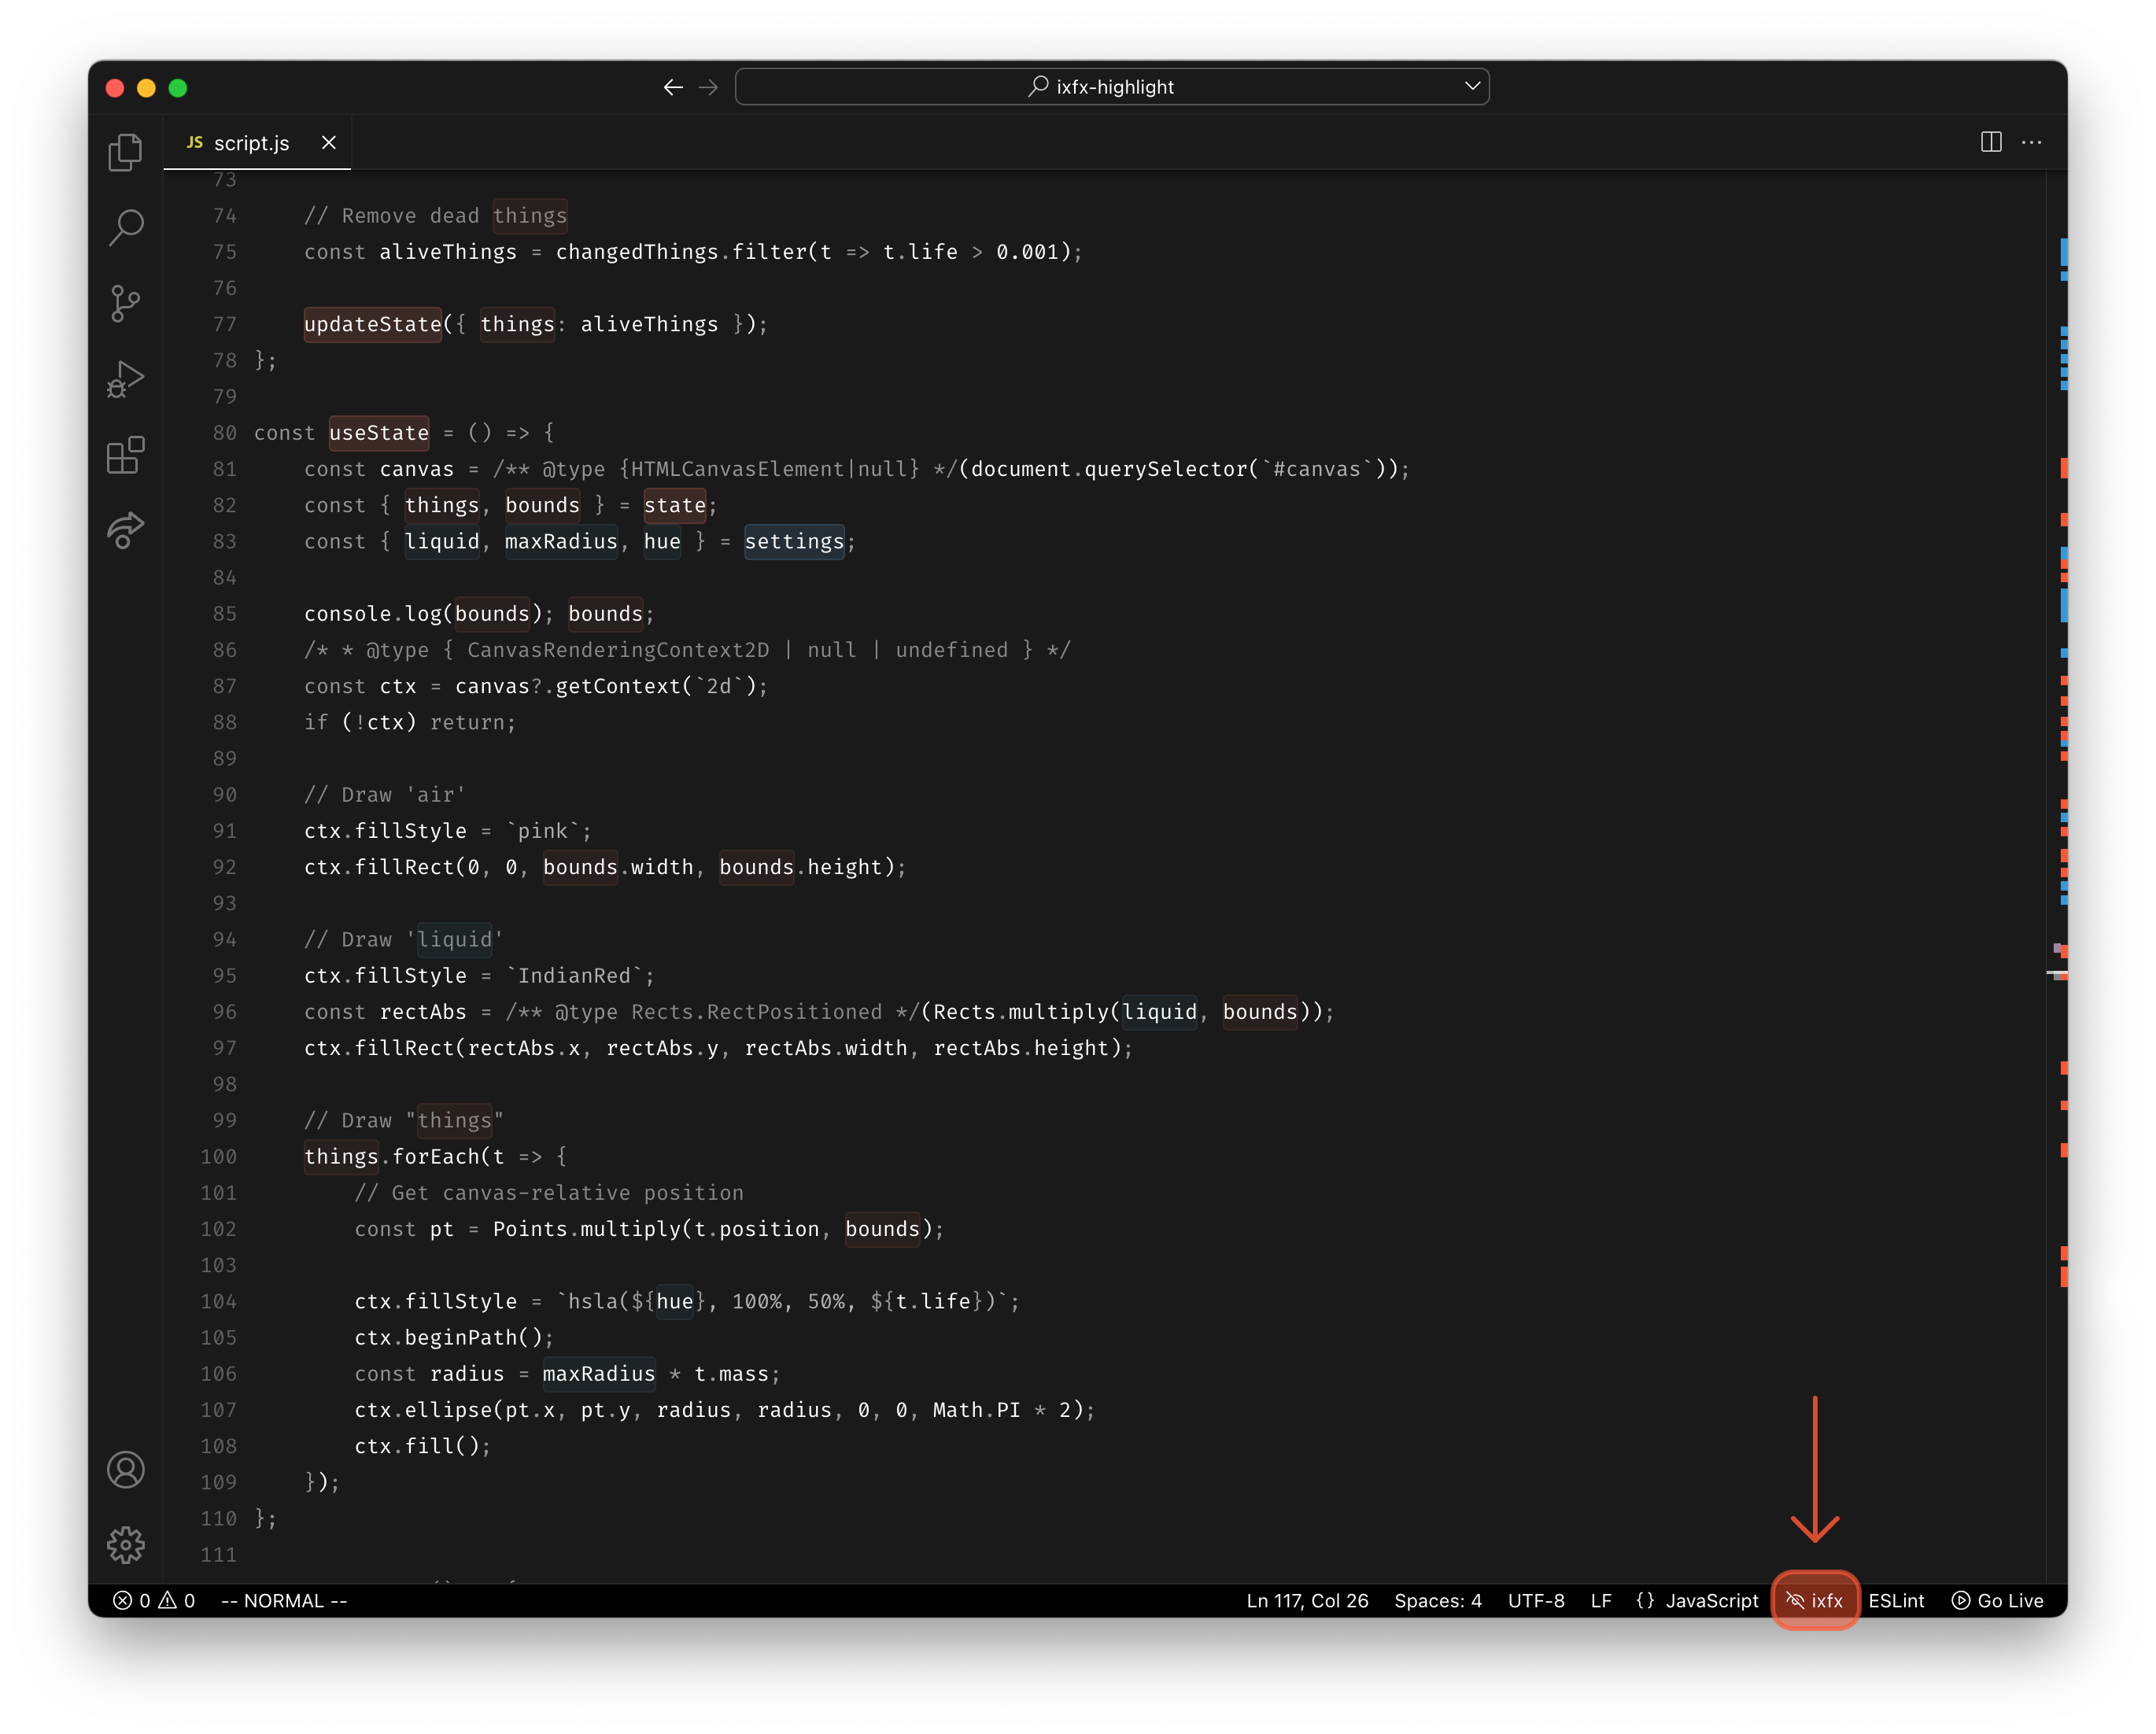 ixfx-highlight
JS script.js
73
74 // Remove dead things
75 const aliveThings = changedThings.filter(t => t.life > 0.001);
76
77 updateState({ things: aliveThings });
78 };
79
80 const useState = () => {
81 const canvas = /** @type {HTMLCanvasElement|null} */(document.querySelector(`#canvas`));
82 const { things, bounds } = state;
83 const { liquid, maxRadius, hue } = settings;
84
85 console.log(bounds); bounds;
86 /* * @type { CanvasRenderingContext2D | null | undefined } */
87 const ctx = canvas?.getContext(`2d`);
88 if (!ctx) return;
89
90 // Draw 'air'
91 ctx.fillStyle = `pink`;
92 ctx.fillRect(0, 0, bounds.width, bounds.height);
93
94 // Draw 'liquid'
95 ctx.fillStyle = `IndianRed`;
96 const rectAbs = /** @type Rects.RectPositioned */(Rects.multiply(liquid, bounds));
97 ctx.fillRect(rectAbs.x, rectAbs.y, rectAbs.width, rectAbs.height);
98
99 // Draw "things"
100 things.forEach(t => {
101 // Get canvas-relative position
102 const pt = Points.multiply(t.position, bounds);
103
104 ctx.fillStyle = `hsla(${hue}, 100%, 50%, ${t.life})`;
105 ctx.beginPath();
106 const radius = maxRadius * t.mass;
107 ctx.ellipse(pt.x, pt.y, radius, radius, 0, 0, Math.PI * 2);
108 ctx.fill();
109 });
110 };
111
0 0 -- NORMAL -- Ln 117, Col 26 Spaces: 4 UTF-8 LF {} JavaScript ixfx ESLint Go Live